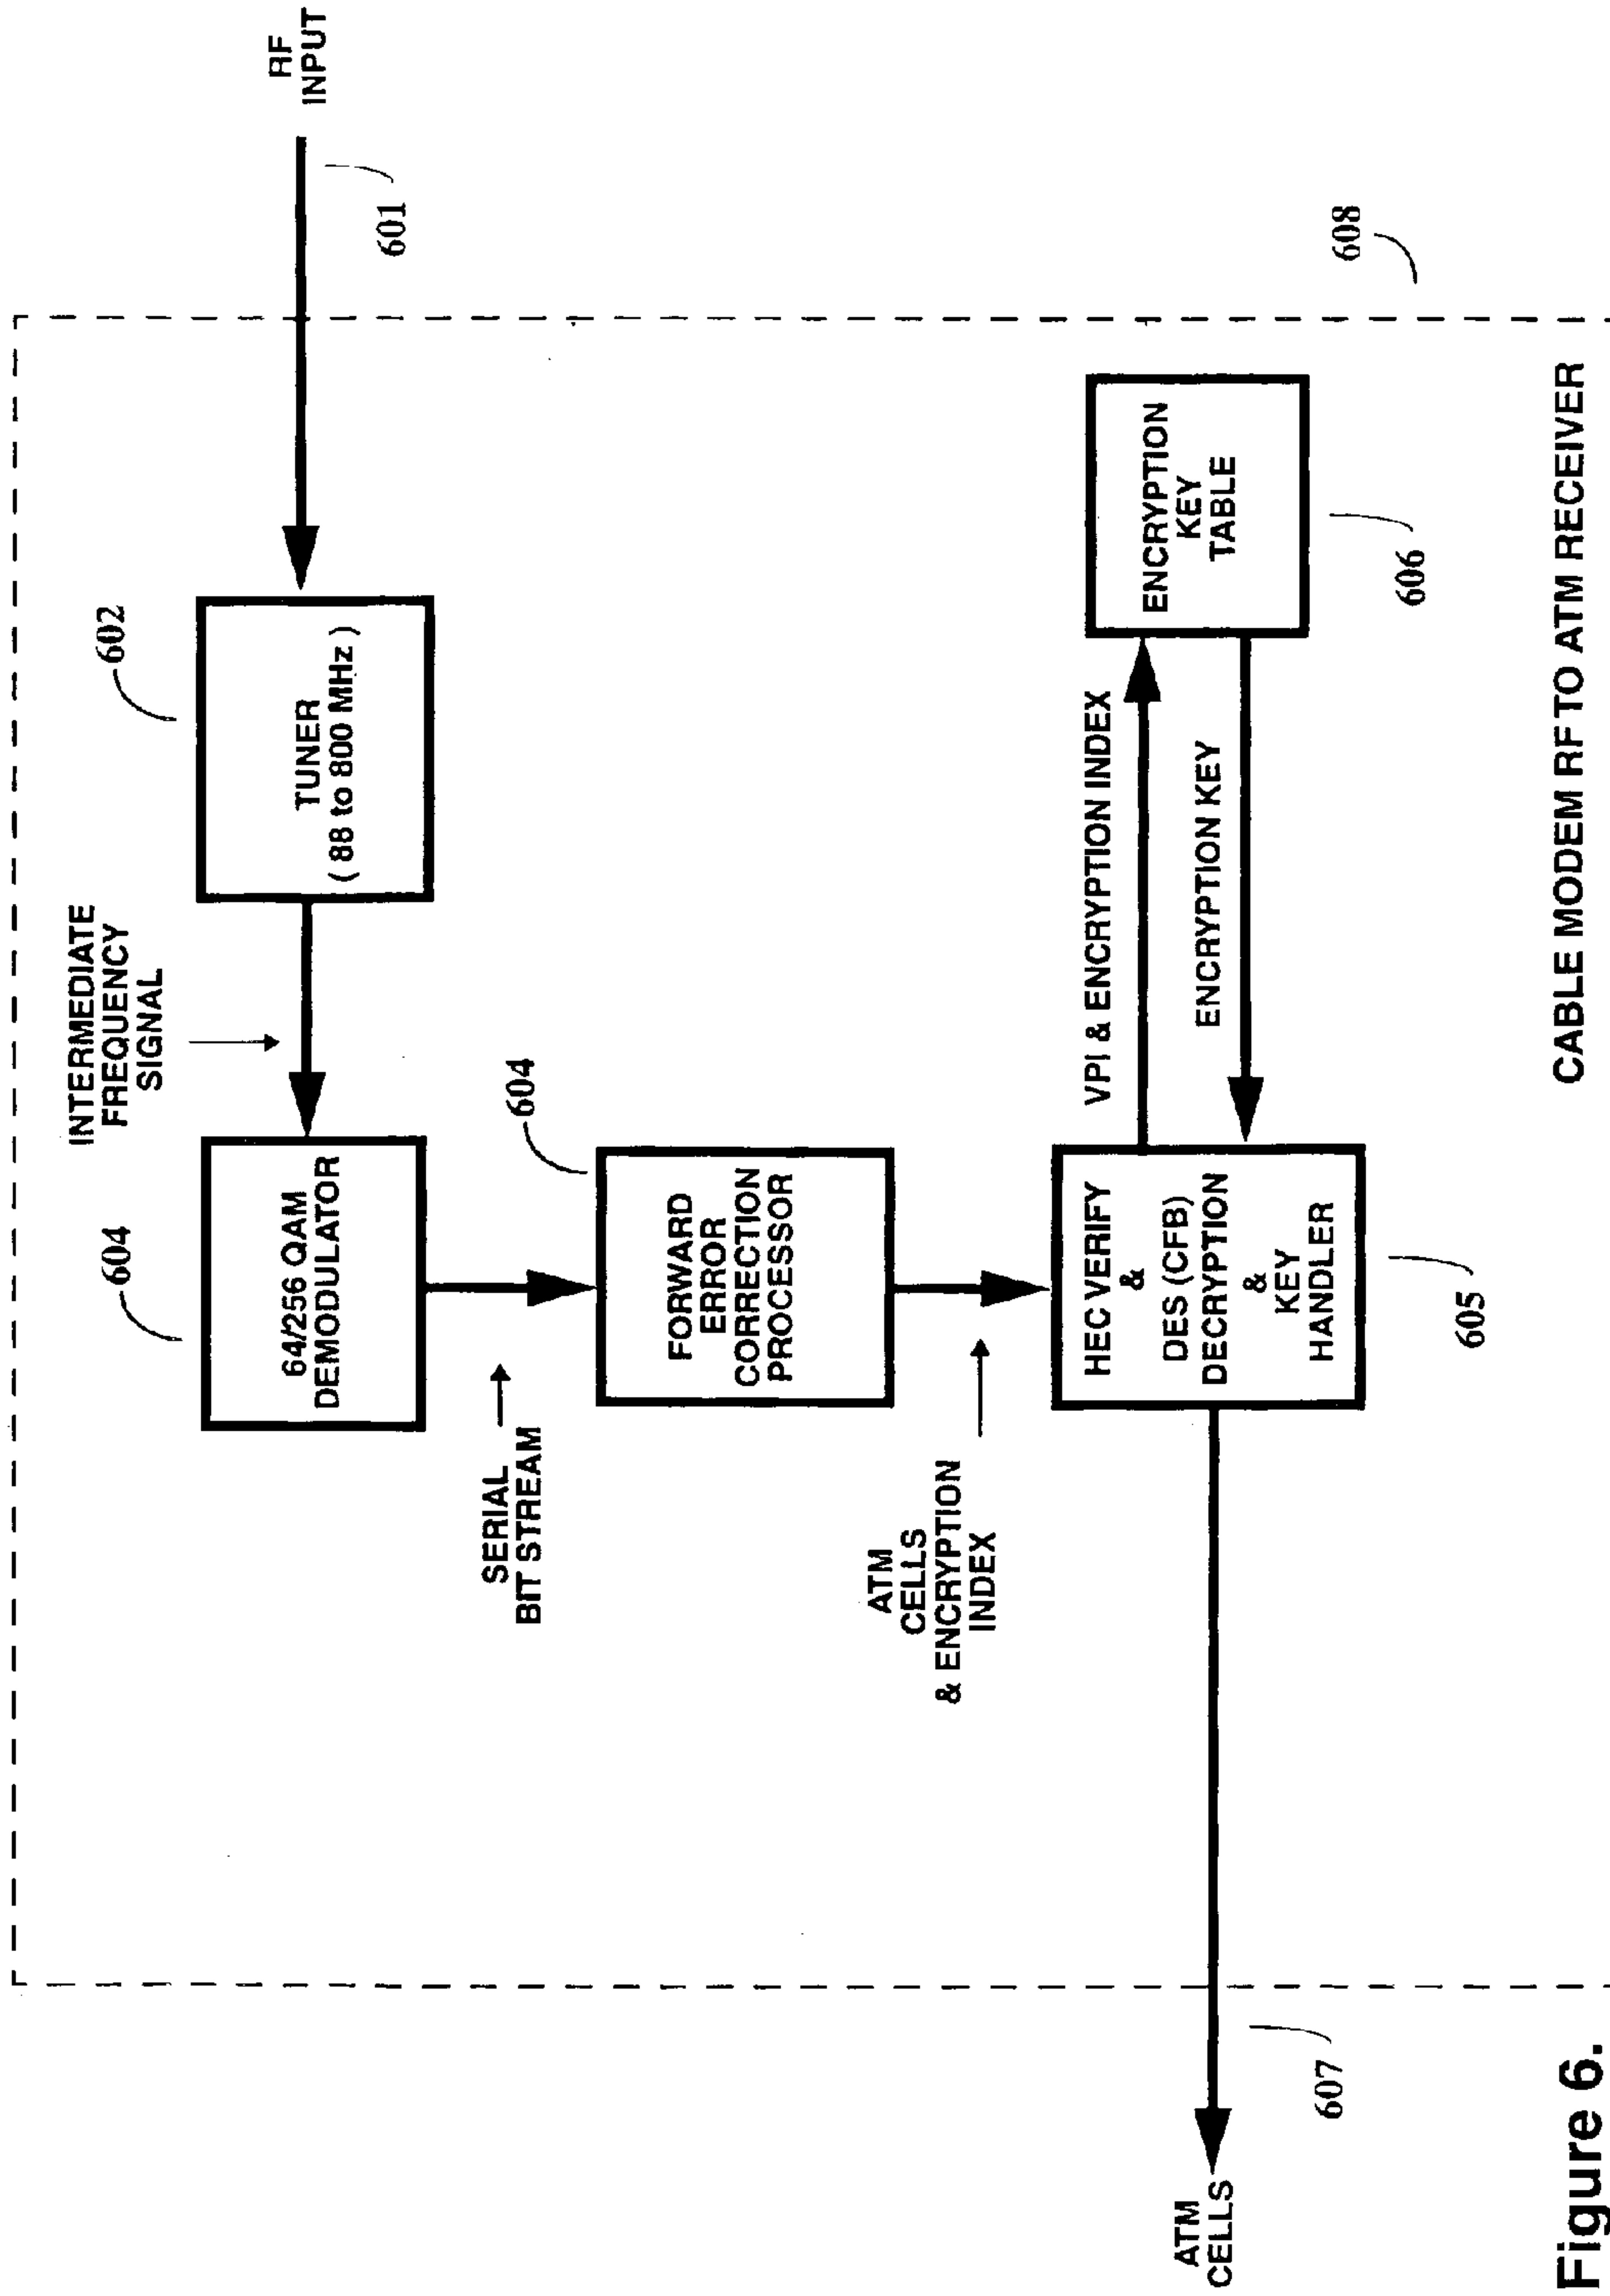 RF
INPUT
601
602
TUNER
( 88 to 800 MHz )
INTERMEDIATE
FREQUENCY
SIGNAL
604
64/256 QAM
DEMODULATOR
SERIAL
BIT STREAM
604
FORWARD
ERROR
CORRECTION
PROCESSOR
ATM
CELLS
& ENCRYPTION
INDEX
HEC VERIFY
&
DES (CFB)
DECRYPTION
&
KEY
HANDLER
605
VPI & ENCRYPTION INDEX
ENCRYPTION KEY
ENCRYPTION
KEY
TABLE
606
608
ATM
CELLS
607
CABLE MODEM RF TO ATM RECEIVER
Figure 6.